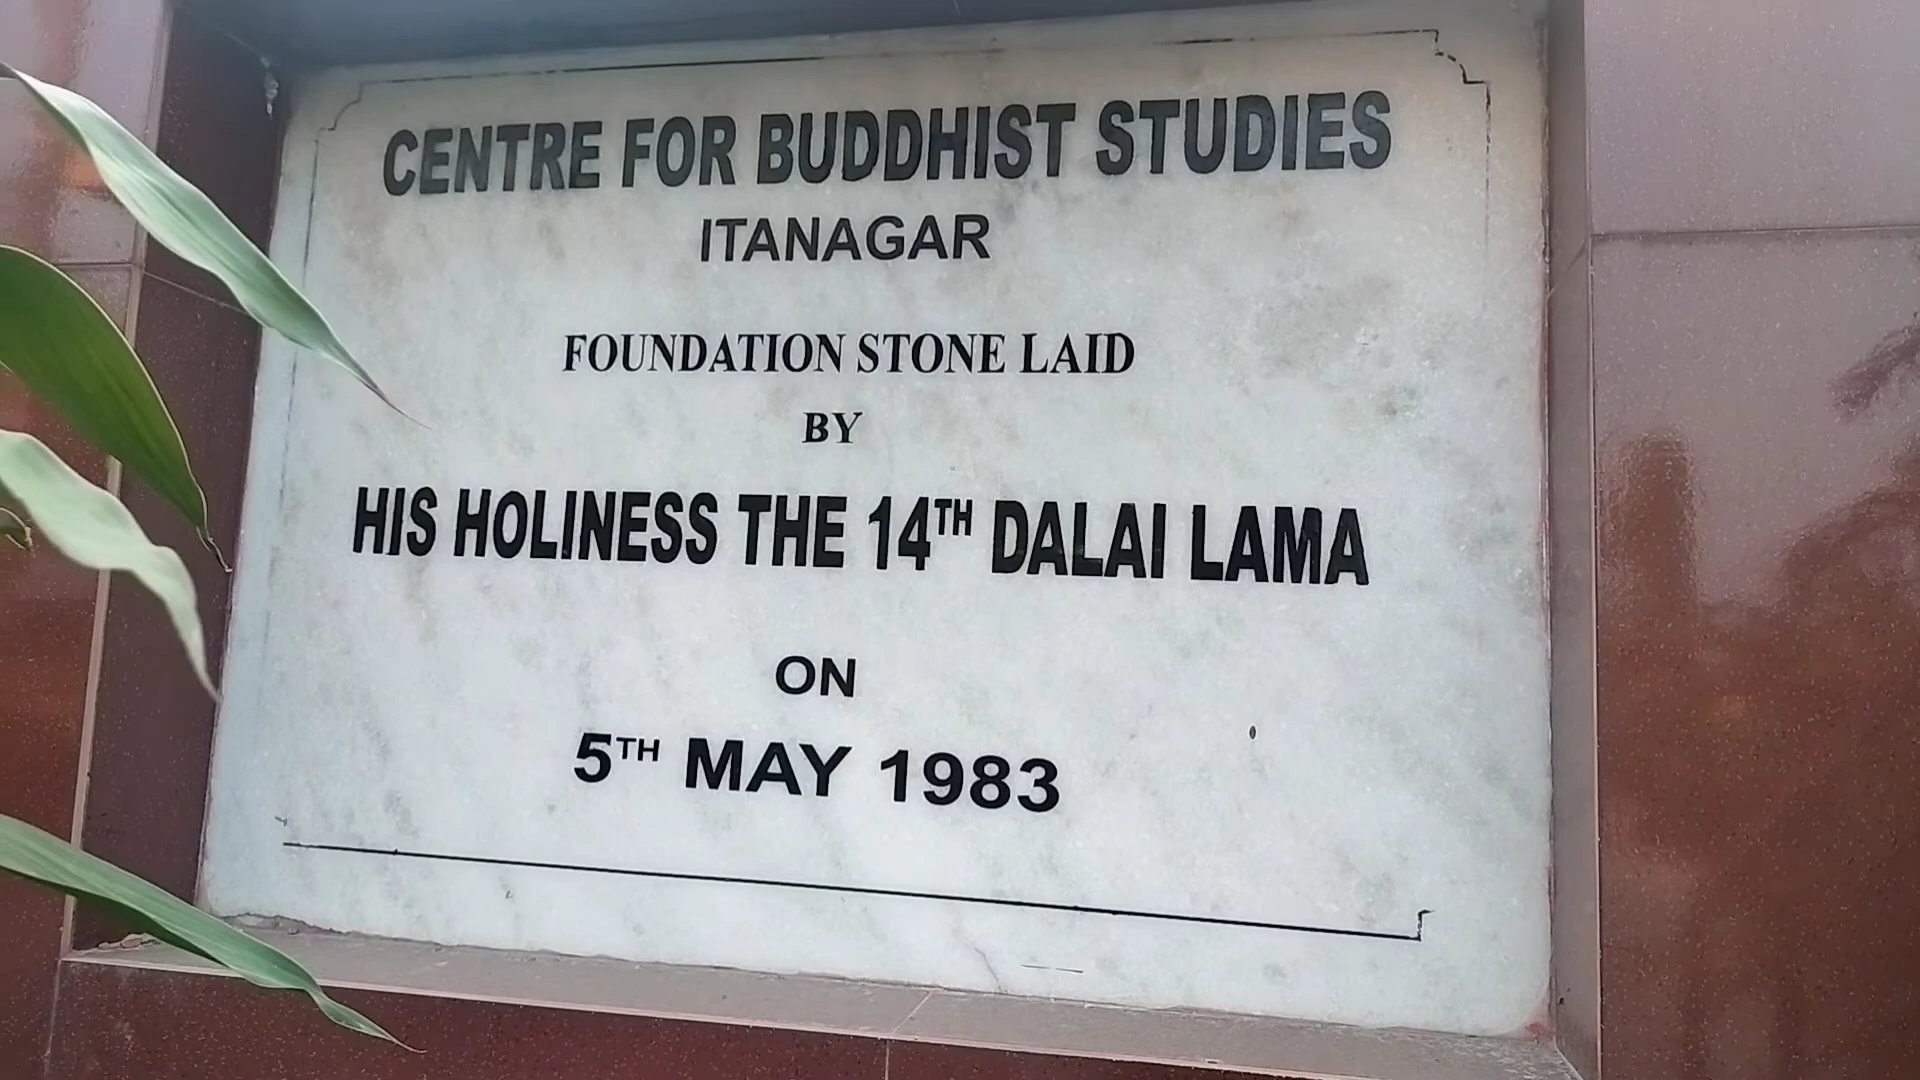 CENTRE FOR BUDDHIST STUDIES
ITANAGAR
FOUNDATION STONE LAID
BY
HIS HOLINESS THE 14TH DALAI LAMA
ON
5TH MAY 1983